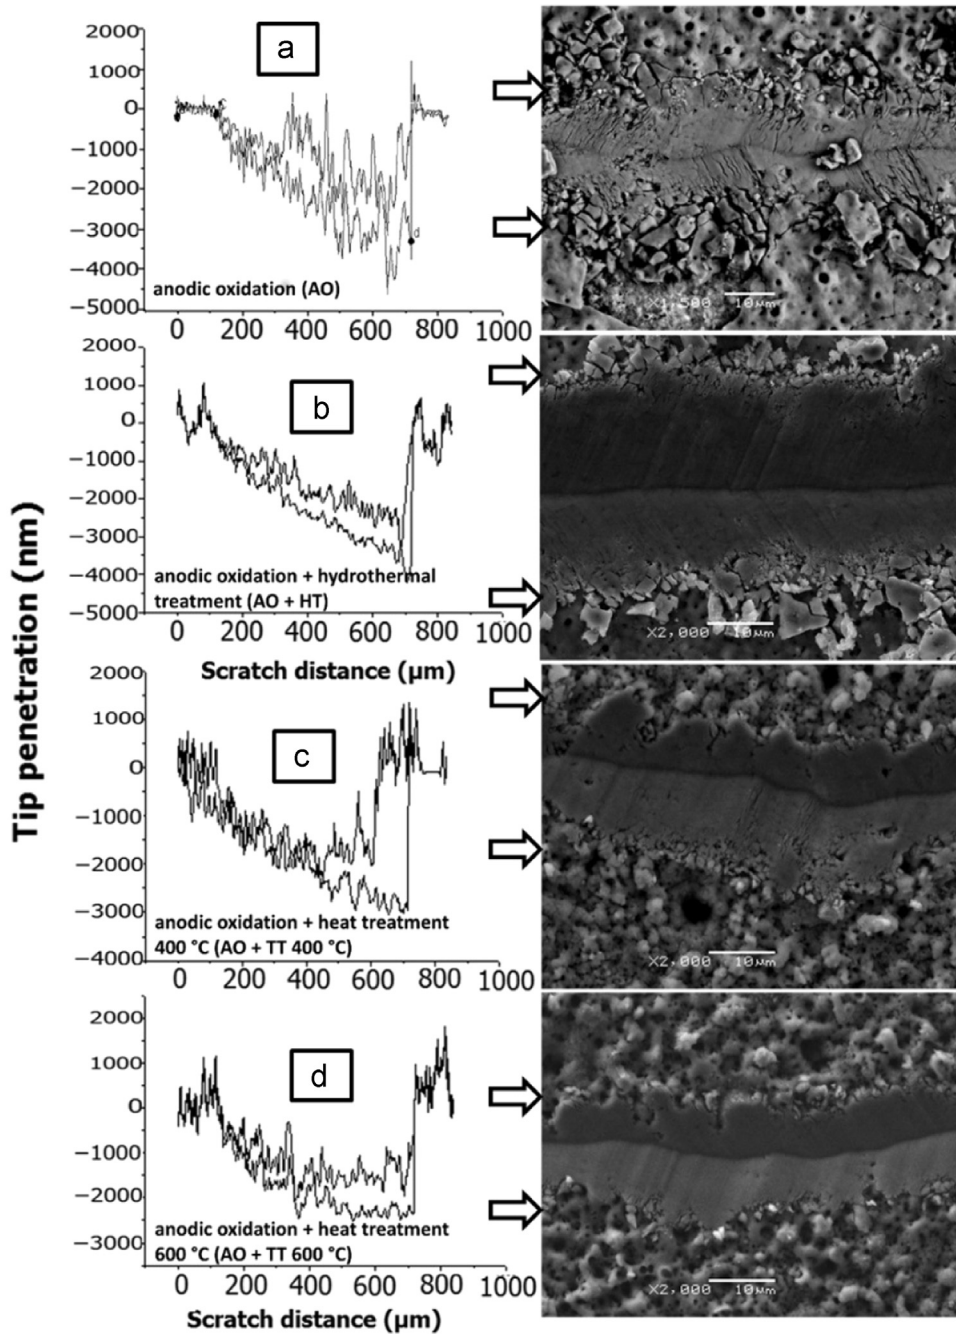 Tip penetration (nm)
2000
1000
0
−1000
−2000
−3000
−4000
−5000
a
d
anodic oxidation (AO)
0 200 400 600 800 1000
X1,500 10µm
2000
1000
0
−1000
−2000
−3000
−4000
−5000
b
anodic oxidation + hydrothermal
treatment (AO + HT)
0 200 400 600 800 1000
Scratch distance (µm)
X2,000 10µm
1000
0
−1000
−2000
−3000
−4000
c
anodic oxidation + heat treatment
400 °C (AO + TT 400 °C)
0 200 400 600 800 1000
X2,000 10µm
2000
1000
0
−1000
−2000
−3000
d
anodic oxidation + heat treatment
600 °C (AO + TT 600 °C)
0 200 400 600 800 1000
Scratch distance (µm)
X2,000 10µm